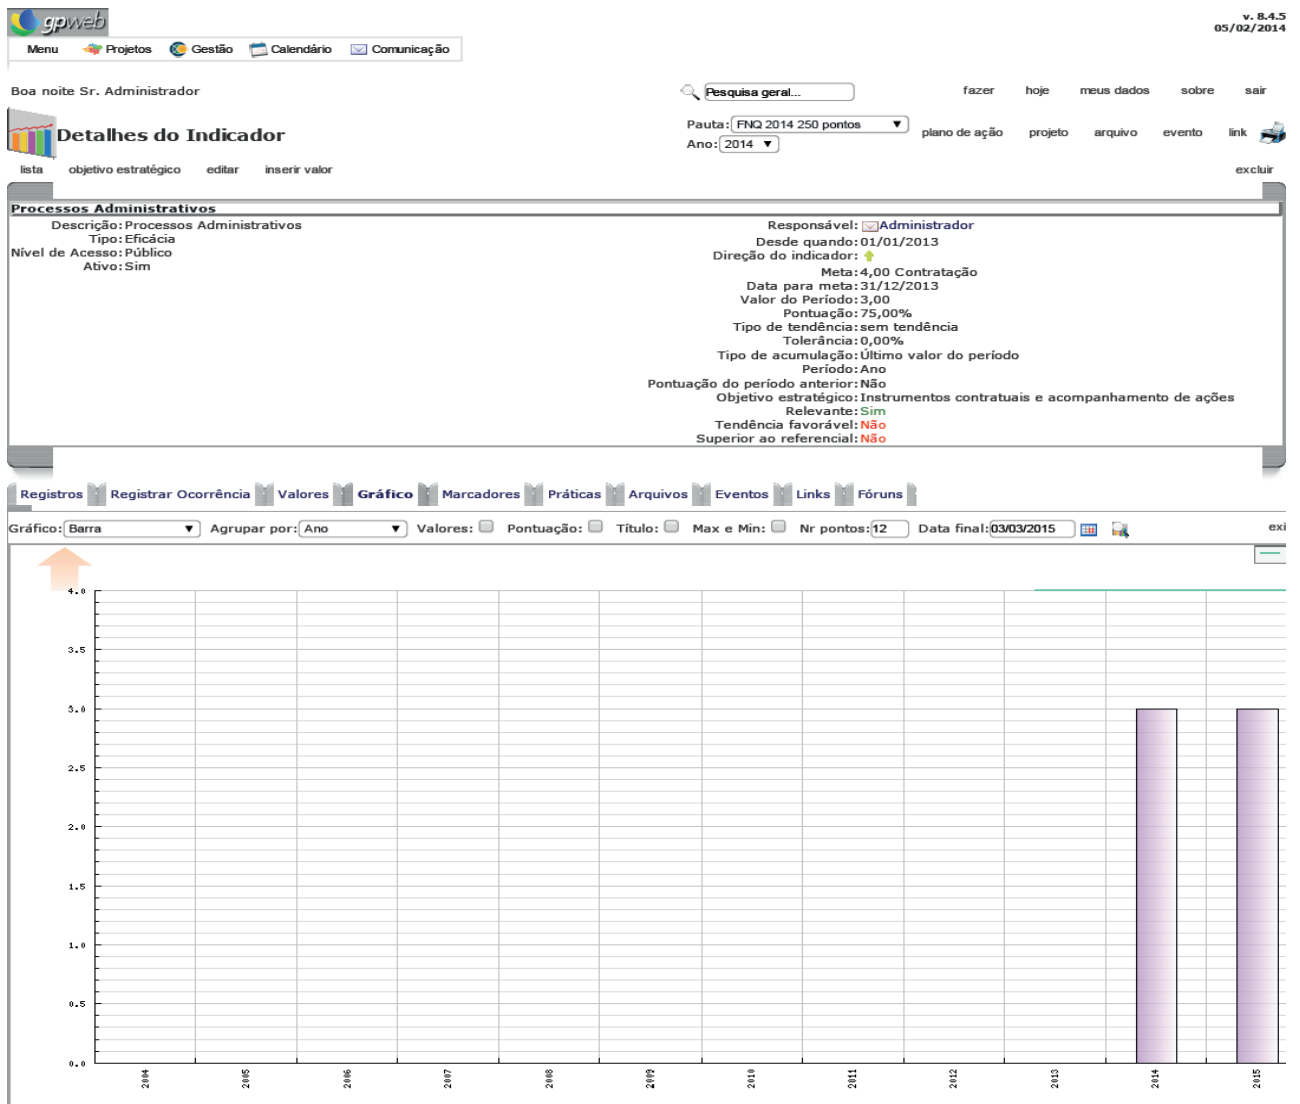 gpweb
v. 8.4.5
05/02/2014
Menu Projetos Gestão Calendário Comunicação
Boa noite Sr. Administrador
Pesquisa geral...
fazer hoje meus dados sobre sair
Detalhes do Indicador
Pauta: FNQ 2014 250 pontos
Ano: 2014
plano de ação projeto arquivo evento link
lista objetivo estratégico editar inserir valor
excluir
Processos Administrativos
Descrição: Processos Administrativos
Tipo: Eficácia
Nível de Acesso: Público
Ativo: Sim
Responsável: Administrador
Desde quando: 01/01/2013
Direção do indicador:
Meta: 4,00 Contratação
Data para meta: 31/12/2013
Valor do Período: 3,00
Pontuação: 75,00%
Tipo de tendência: sem tendência
Tolerância: 0,00%
Tipo de acumulação: Último valor do período
Período: Ano
Pontuação do período anterior: Não
Objetivo estratégico: Instrumentos contratuais e acompanhamento de ações
Relevante: Sim
Tendência favorável: Não
Superior ao referencial: Não
Registros Registrar Ocorrência Valores Gráfico Marcadores Práticas Arquivos Eventos Links Fóruns
Gráfico: Barra Agrupar por: Ano Valores: Pontuação: Título: Max e Min: Nr pontos: 12 Data final: 03/03/2015 exi
4.0
3.5
3.0
2.5
2.0
1.5
1.0
0.5
0.0
2004 2005 2006 2007 2008 2009 2010 2011 2012 2013 2014 2015